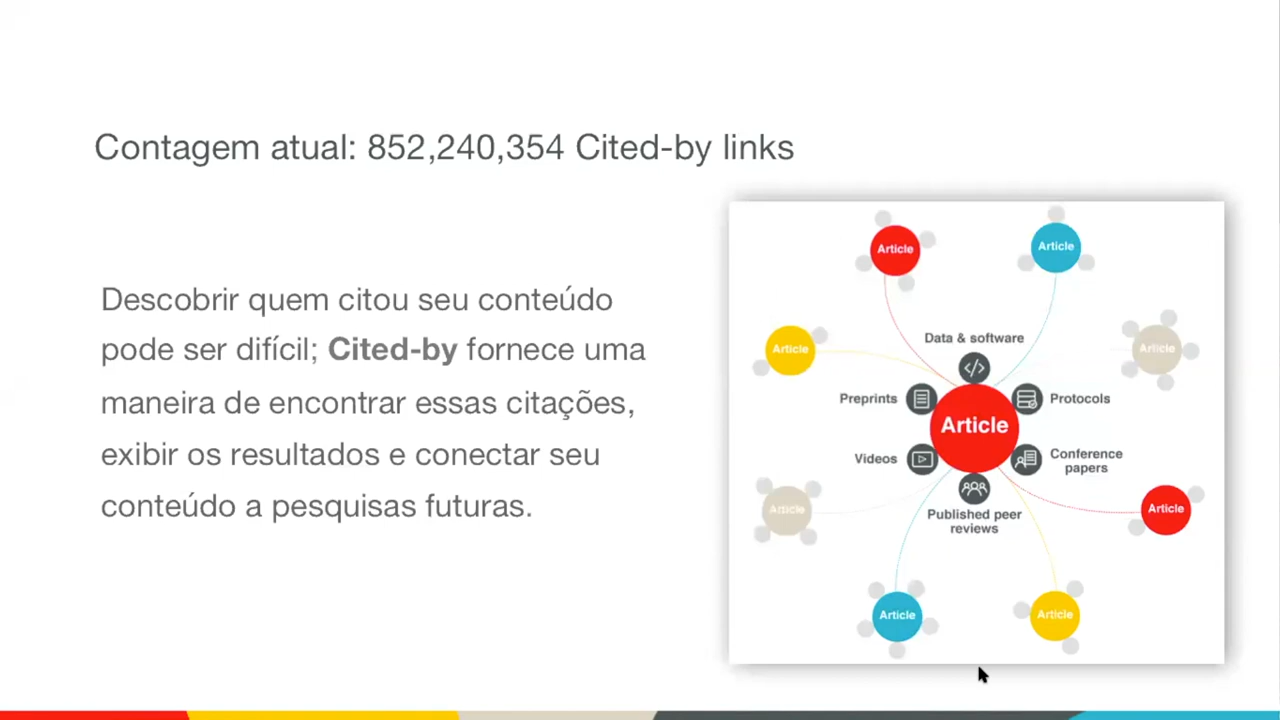 Contagem atual: 852,240,354 Cited-by links
Descobrir quem citou seu conteúdo
pode ser difícil; Cited-by fornece uma
maneira de encontrar essas citações,
exibir os resultados e conectar seu
conteúdo a pesquisas futuras.
Article
Article
Article
Article
Data & software
Preprints
Protocols
Article
Videos
Conference
papers
Published peer
reviews
Article
Article
Article
Article